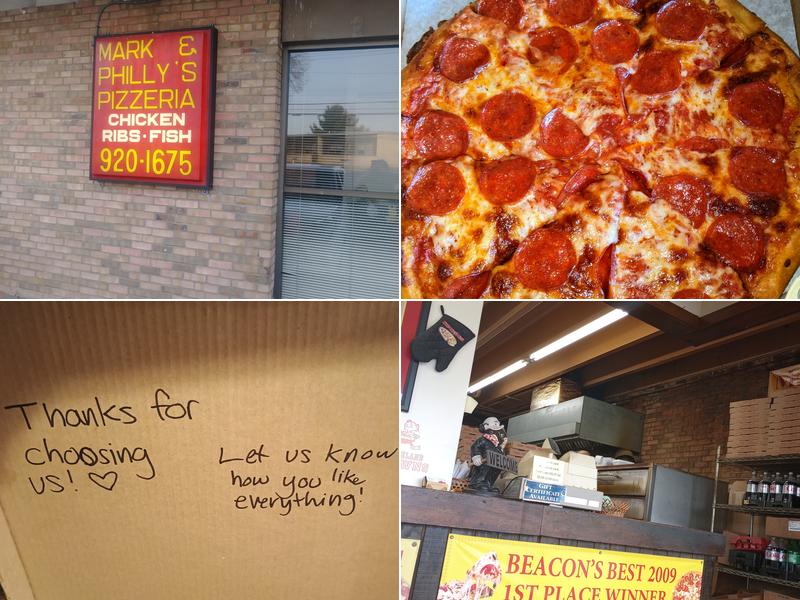 MARK &
PHILLY'S
PIZZERIA
CHICKEN
RIBS·FISH
920-1675
Thanks for
choosing
us! ♡
Let us know
how you like
everything!
WELCOME
GIFT
CERTIFICATES
AVAILABLE
BEACON'S BEST 2009
1ST PLACE WINNER